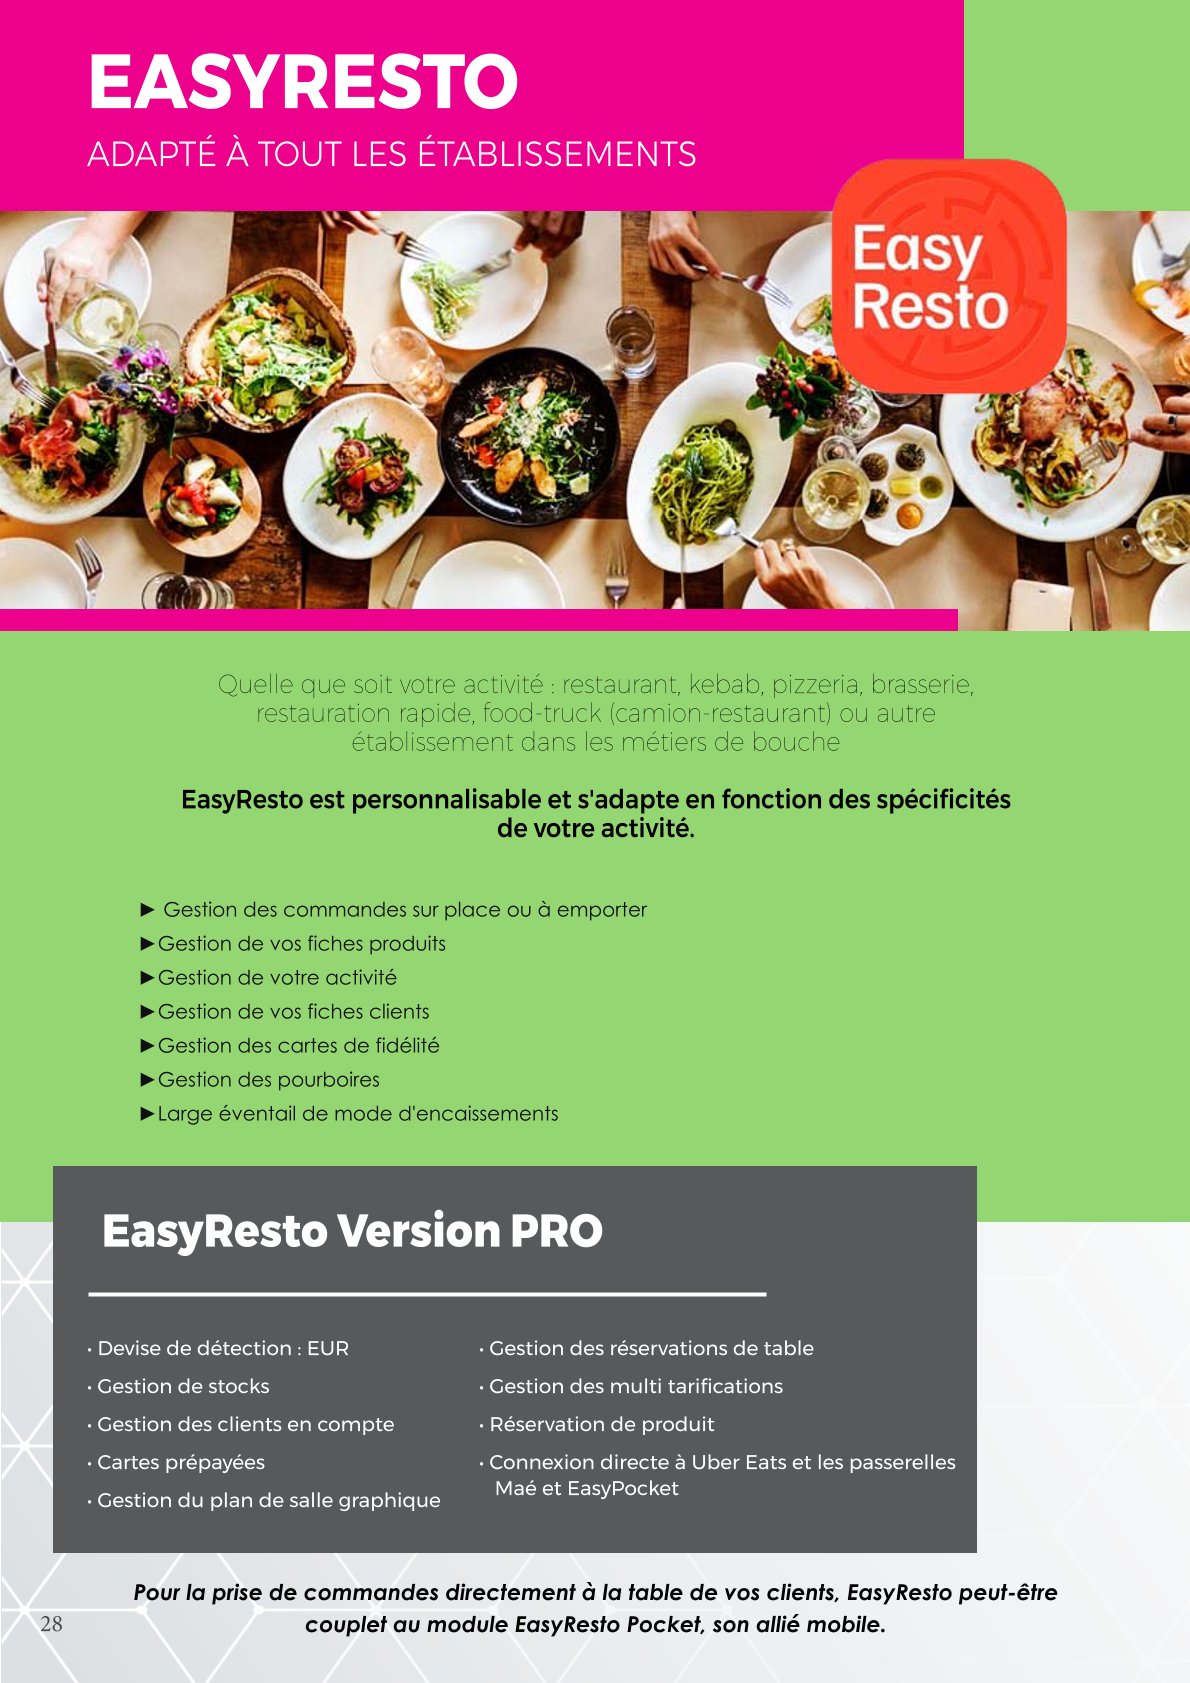 EASYRESTO
ADAPTÉ À TOUT LES ÉTABLISSEMENTS
Easy
Resto
Quelle que soit votre activité : restaurant, kebab, pizzeria, brasserie,
restauration rapide, food-truck (camion-restaurant) ou autre
établissement dans les métiers de bouche
EasyResto est personnalisable et s'adapte en fonction des spécificités
de votre activité.
► Gestion des commandes sur place ou à emporter
►Gestion de vos fiches produits
►Gestion de votre activité
►Gestion de vos fiches clients
►Gestion des cartes de fidélité
►Gestion des pourboires
►Large éventail de mode d'encaissements
EasyResto Version PRO
• Devise de détection : EUR
• Gestion de stocks
• Gestion des clients en compte
• Cartes prépayées
• Gestion du plan de salle graphique
• Gestion des réservations de table
• Gestion des multi tarifications
• Réservation de produit
• Connexion directe à Uber Eats et les passerelles
Maé et EasyPocket
Pour la prise de commandes directement à la table de vos clients, EasyResto peut-être
couplet au module EasyResto Pocket, son allié mobile.
28